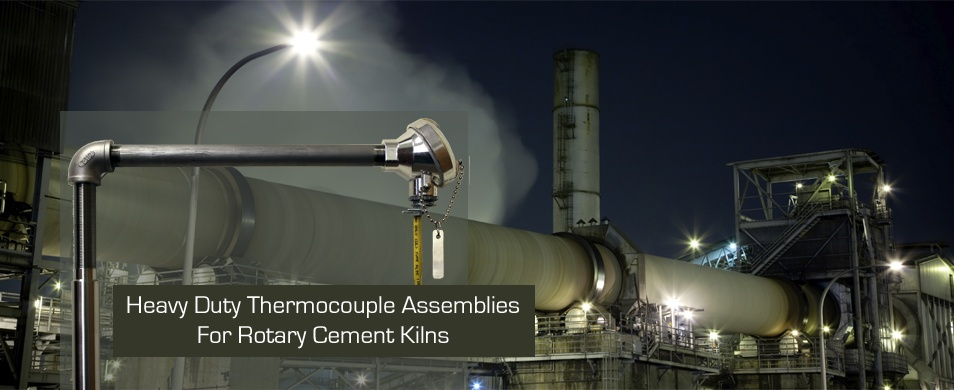 Heavy Duty Thermocouple Assemblies
For Rotary Cement Kilns